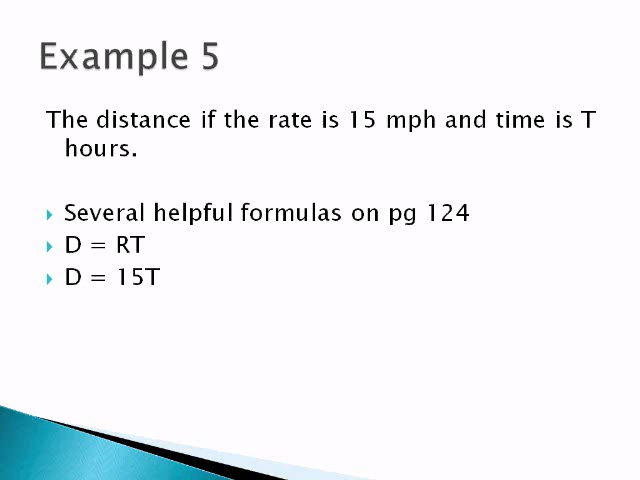 Example 5
The distance if the rate is 15 mph and time is T
hours.
Several helpful formulas on pg 124
D = RT
D = 15T